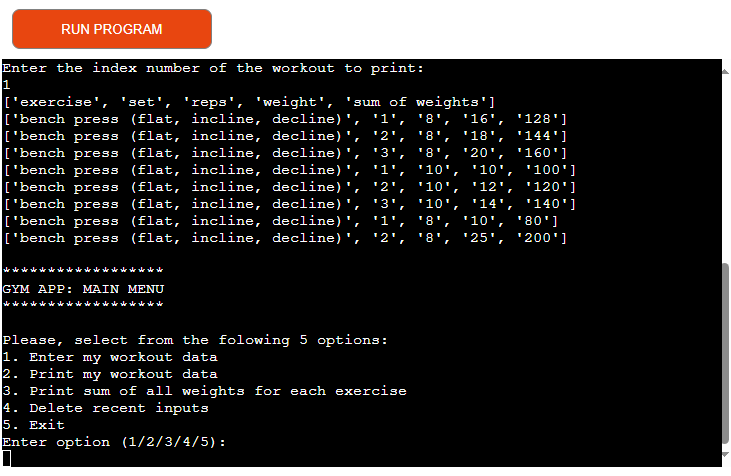 RUN PROGRAM
Enter the index number of the workout to print:
1
['exercise', 'set', 'reps', 'weight', 'sum of weights']
['bench press (flat, incline, decline)', '1', '8', '16', '128']
['bench press (flat, incline, decline)', '2', '8', '18', '144']
['bench press (flat, incline, decline)', '3', '8', '20', '160']
['bench press (flat, incline, decline)', '1', '10', '10', '100']
['bench press (flat, incline, decline)', '2', '10', '12', '120']
['bench press (flat, incline, decline)', '3', '10', '14', '140']
['bench press (flat, incline, decline)', '1', '8', '10', '80']
['bench press (flat, incline, decline)', '2', '8', '25', '200']
******************
GYM APP: MAIN MENU
******************
Please, select from the folowing 5 options:
1. Enter my workout data
2. Print my workout data
3. Print sum of all weights for each exercise
4. Delete recent inputs
5. Exit
Enter option (1/2/3/4/5):